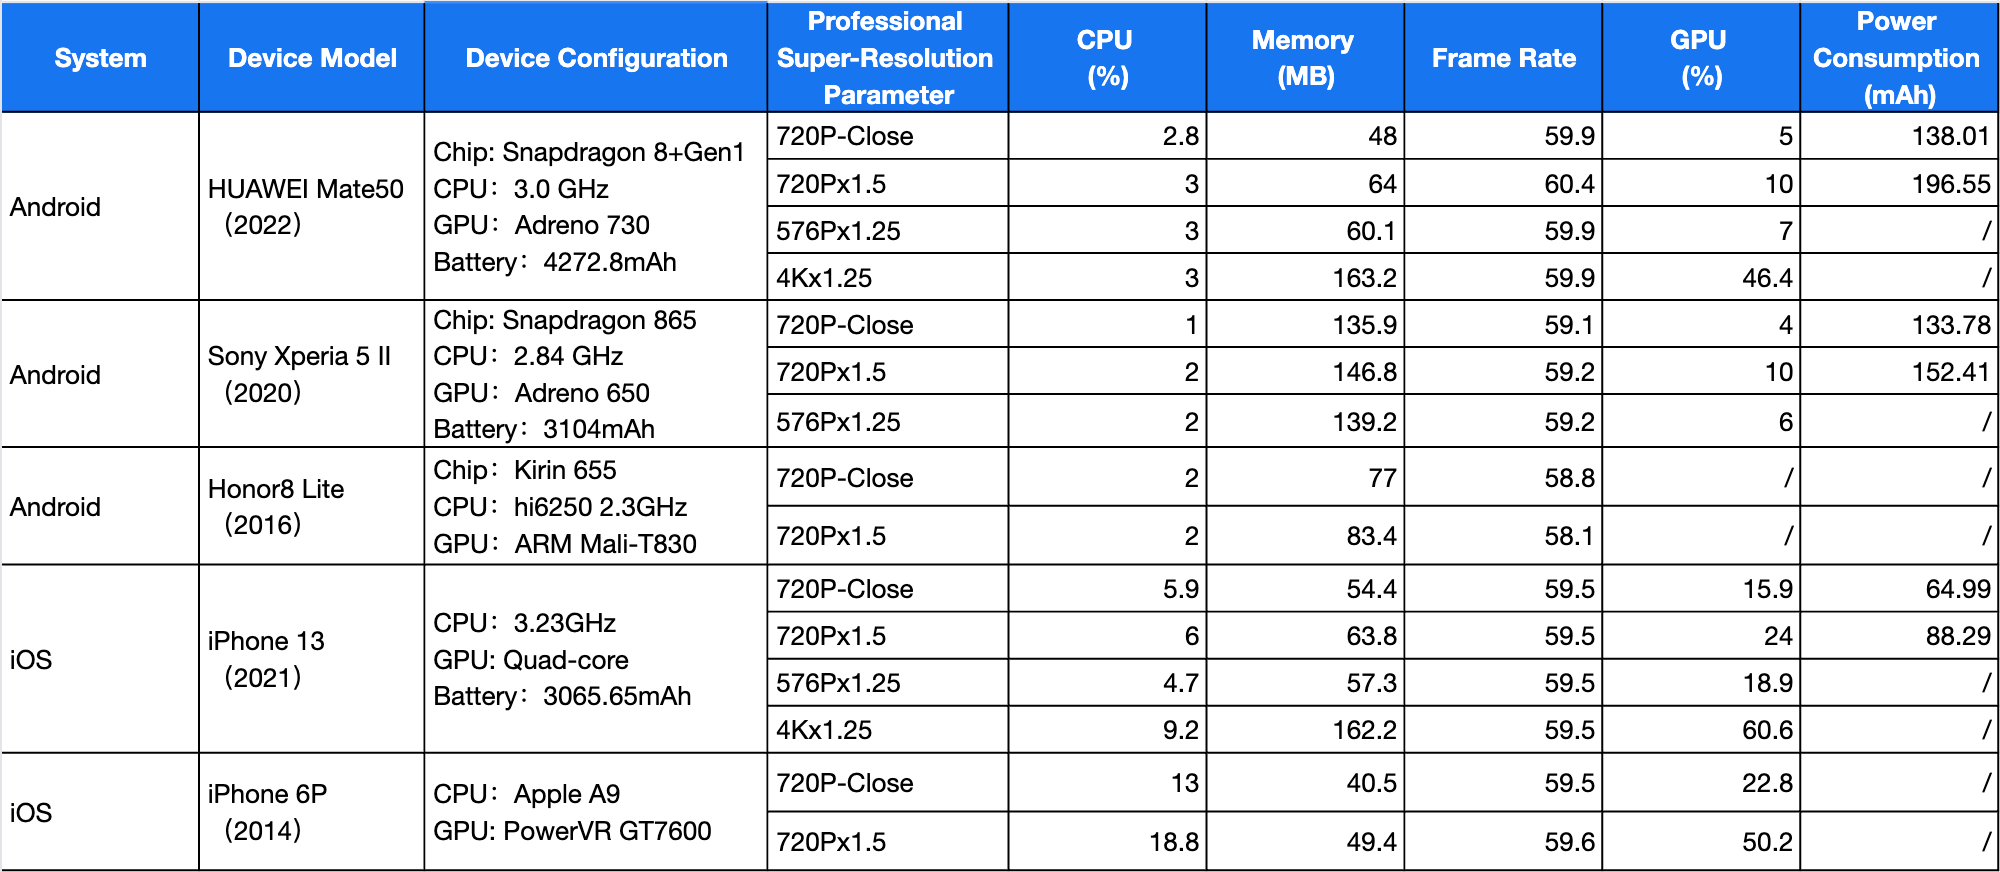 System
Device Model
Device Configuration
Professional
Super-Resolution
Parameter
CPU
(%)
Memory
(MB)
Frame Rate
GPU
(%)
Power
Consumption
(mAh)
Android
HUAWEI Mate50
（2022）
Chip: Snapdragon 8+Gen1
CPU：3.0 GHz
GPU：Adreno 730
Battery：4272.8mAh
720P-Close 2.8 48 59.9 5 138.01
720Px1.5 3 64 60.4 10 196.55
576Px1.25 3 60.1 59.9 7 /
4Kx1.25 3 163.2 59.9 46.4 /
Android
Sony Xperia 5 II
（2020）
Chip: Snapdragon 865
CPU：2.84 GHz
GPU：Adreno 650
Battery：3104mAh
720P-Close 1 135.9 59.1 4 133.78
720Px1.5 2 146.8 59.2 10 152.41
576Px1.25 2 139.2 59.2 6 /
Android
Honor8 Lite
（2016）
Chip：Kirin 655
CPU：hi6250 2.3GHz
GPU：ARM Mali-T830
720P-Close 2 77 58.8 / /
720Px1.5 2 83.4 58.1 / /
iOS
iPhone 13
（2021）
CPU：3.23GHz
GPU: Quad-core
Battery：3065.65mAh
720P-Close 5.9 54.4 59.5 15.9 64.99
720Px1.5 6 63.8 59.5 24 88.29
576Px1.25 4.7 57.3 59.5 18.9 /
4Kx1.25 9.2 162.2 59.5 60.6 /
iOS
iPhone 6P
（2014）
CPU：Apple A9
GPU: PowerVR GT7600
720P-Close 13 40.5 59.5 22.8 /
720Px1.5 18.8 49.4 59.6 50.2 /